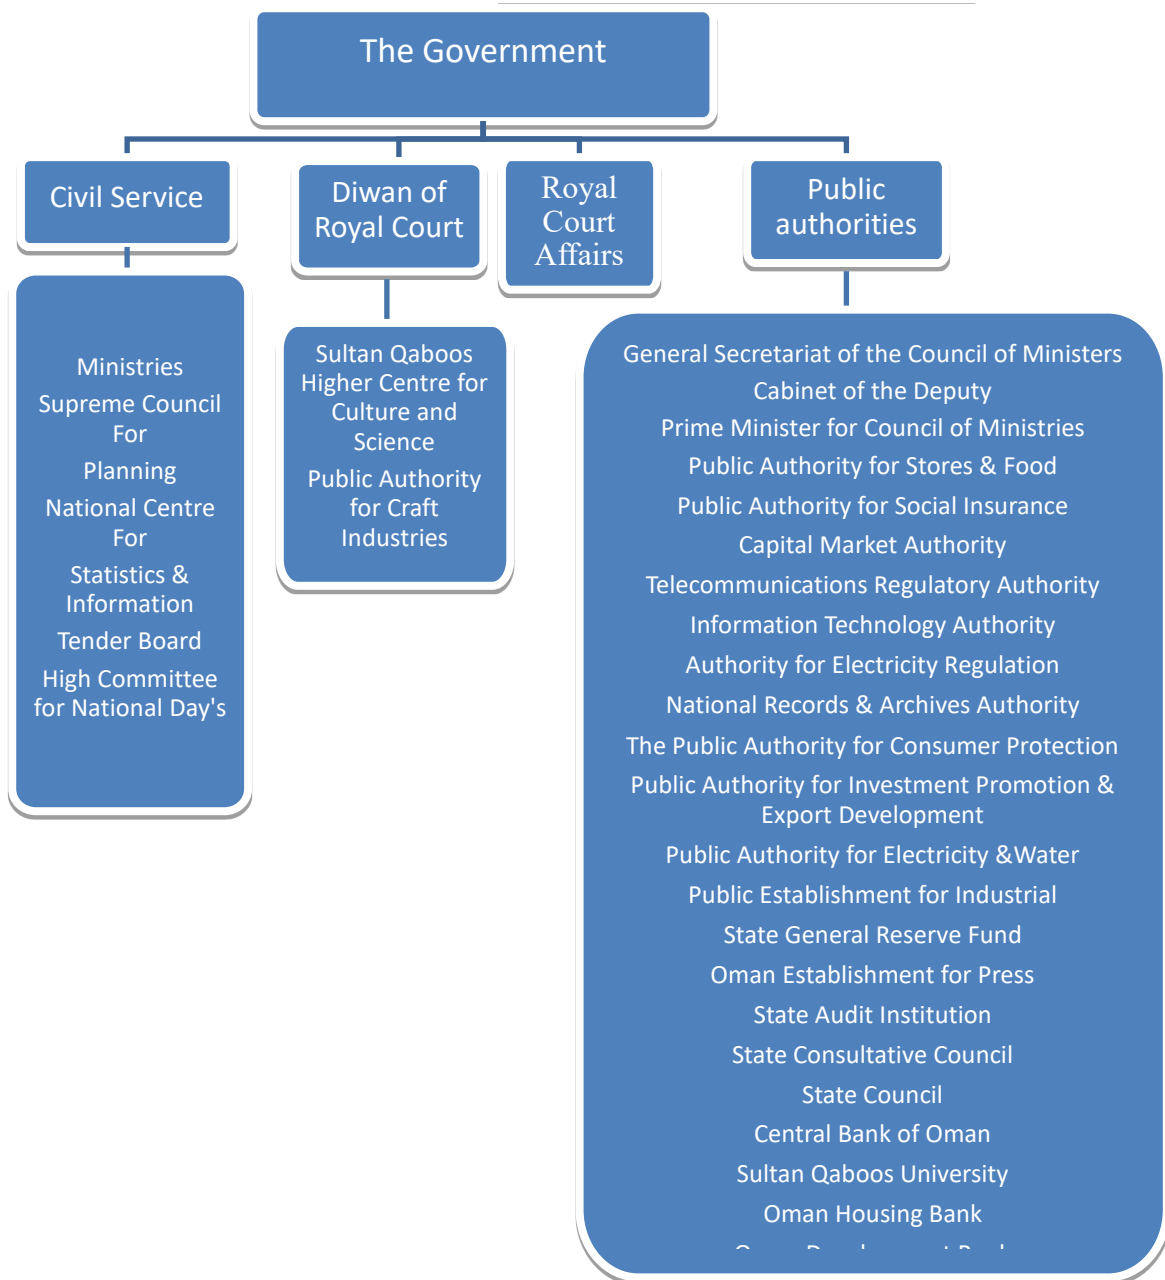 The Government
Civil Service
Diwan of
Royal Court
Royal
Court
Affairs
Public
authorities
Ministries
Supreme Council
For
Planning
National Centre
For
Statistics &
Information
Tender Board
High Committee
for National Day's
Sultan Qaboos
Higher Centre for
Culture and
Science
Public Authority
for Craft
Industries
General Secretariat of the Council of Ministers
Cabinet of the Deputy
Prime Minister for Council of Ministries
Public Authority for Stores & Food
Public Authority for Social Insurance
Capital Market Authority
Telecommunications Regulatory Authority
Information Technology Authority
Authority for Electricity Regulation
National Records & Archives Authority
The Public Authority for Consumer Protection
Public Authority for Investment Promotion &
Export Development
Public Authority for Electricity &Water
Public Establishment for Industrial
State General Reserve Fund
Oman Establishment for Press
State Audit Institution
State Consultative Council
State Council
Central Bank of Oman
Sultan Qaboos University
Oman Housing Bank